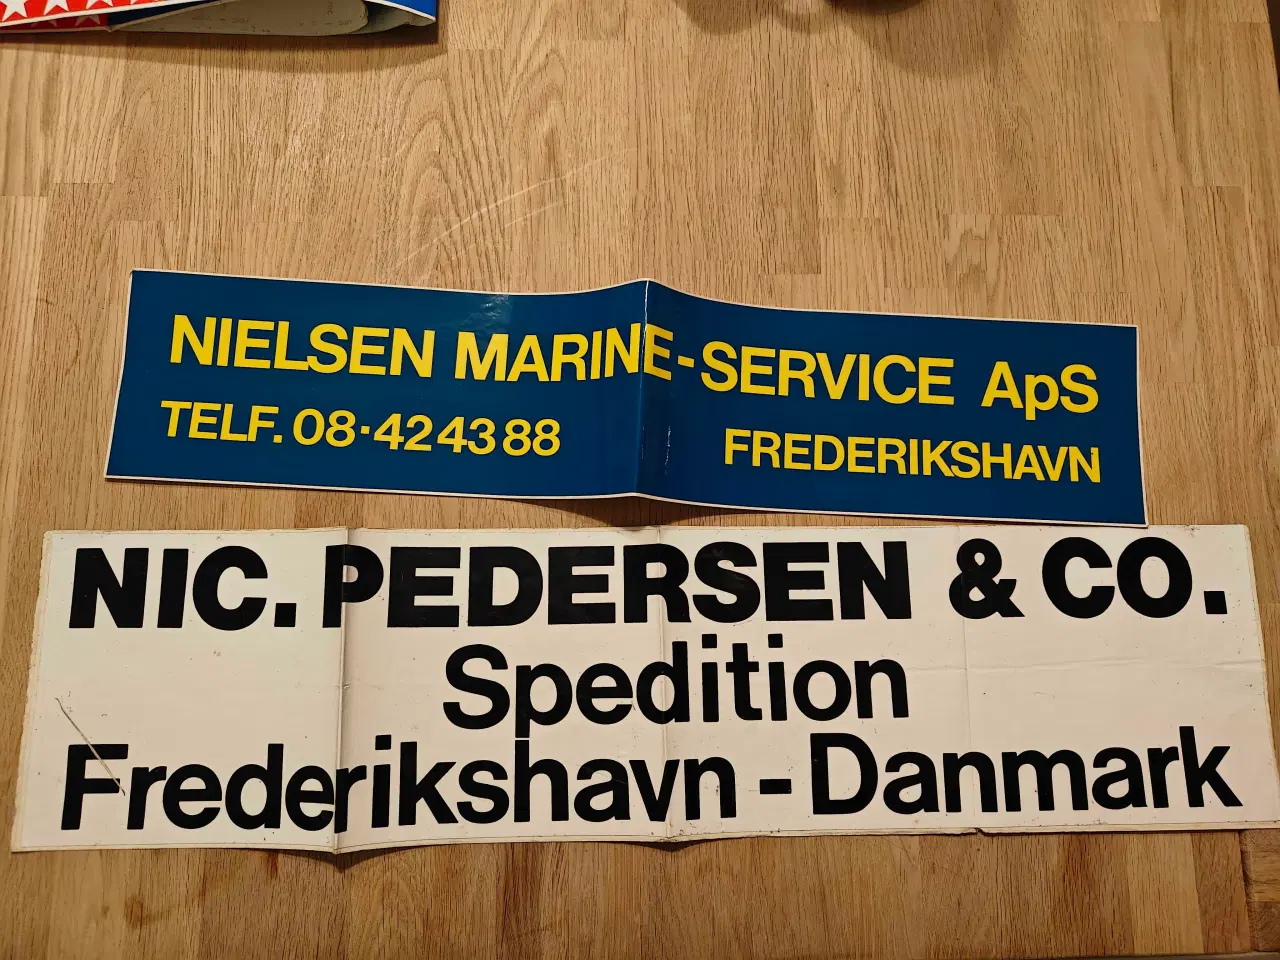 NIELSEN MARINE-SERVICE ApS
TELF. 08·424388 FREDERIKSHAVN
NIC. PEDERSEN & CO.
Spedition
Frederikshavn - Danmark